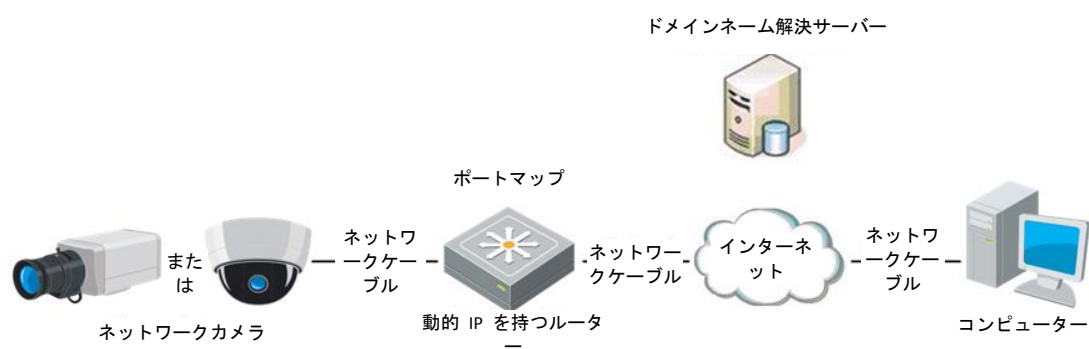 ドメインネーム解決サーバー
ポートマップ
また
は
ネットワ
ークケー
ブル
ネットワー
クケーブル
インターネ
ット
ネットワ
ークケー
ブル
ネットワークカメラ
動的 IP を持つルータ
ー
コンピューター